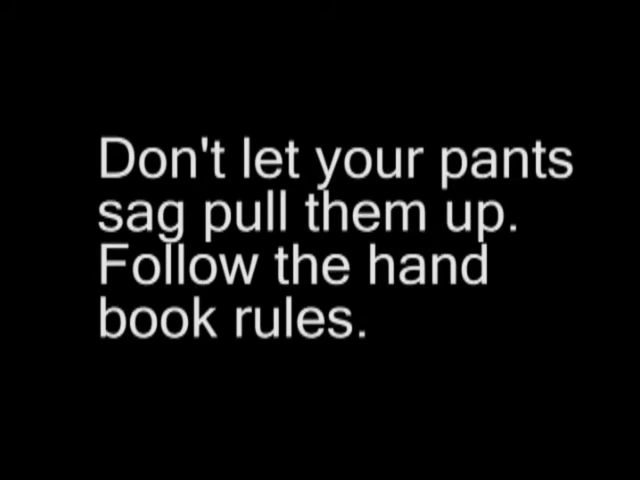 Don't let your pants
sag pull them up.
Follow the hand
book rules.